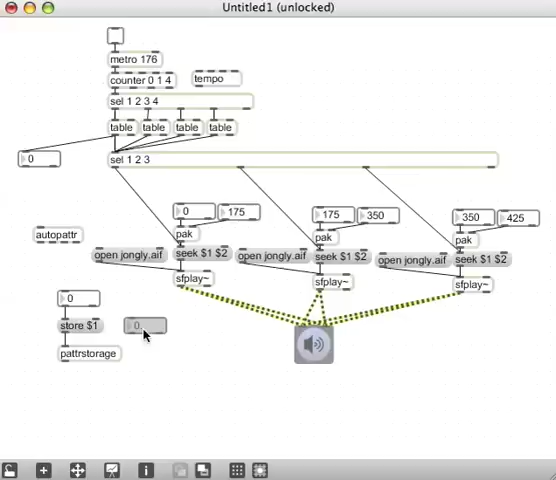 Untitled1 (unlocked)
metro 176
counter 0 1 4
tempo
sel 1 2 3 4
table table table table
0
sel 1 2 3
0 175 175 350 350 425
pak pak pak
autopattr
open jongly.aif seek $1 $2 open jongly.aif seek $1 $2 open jongly.aif seek $1 $2
sfplay~ sfplay~ sfplay~
0
store $1 0.
pattrstorage